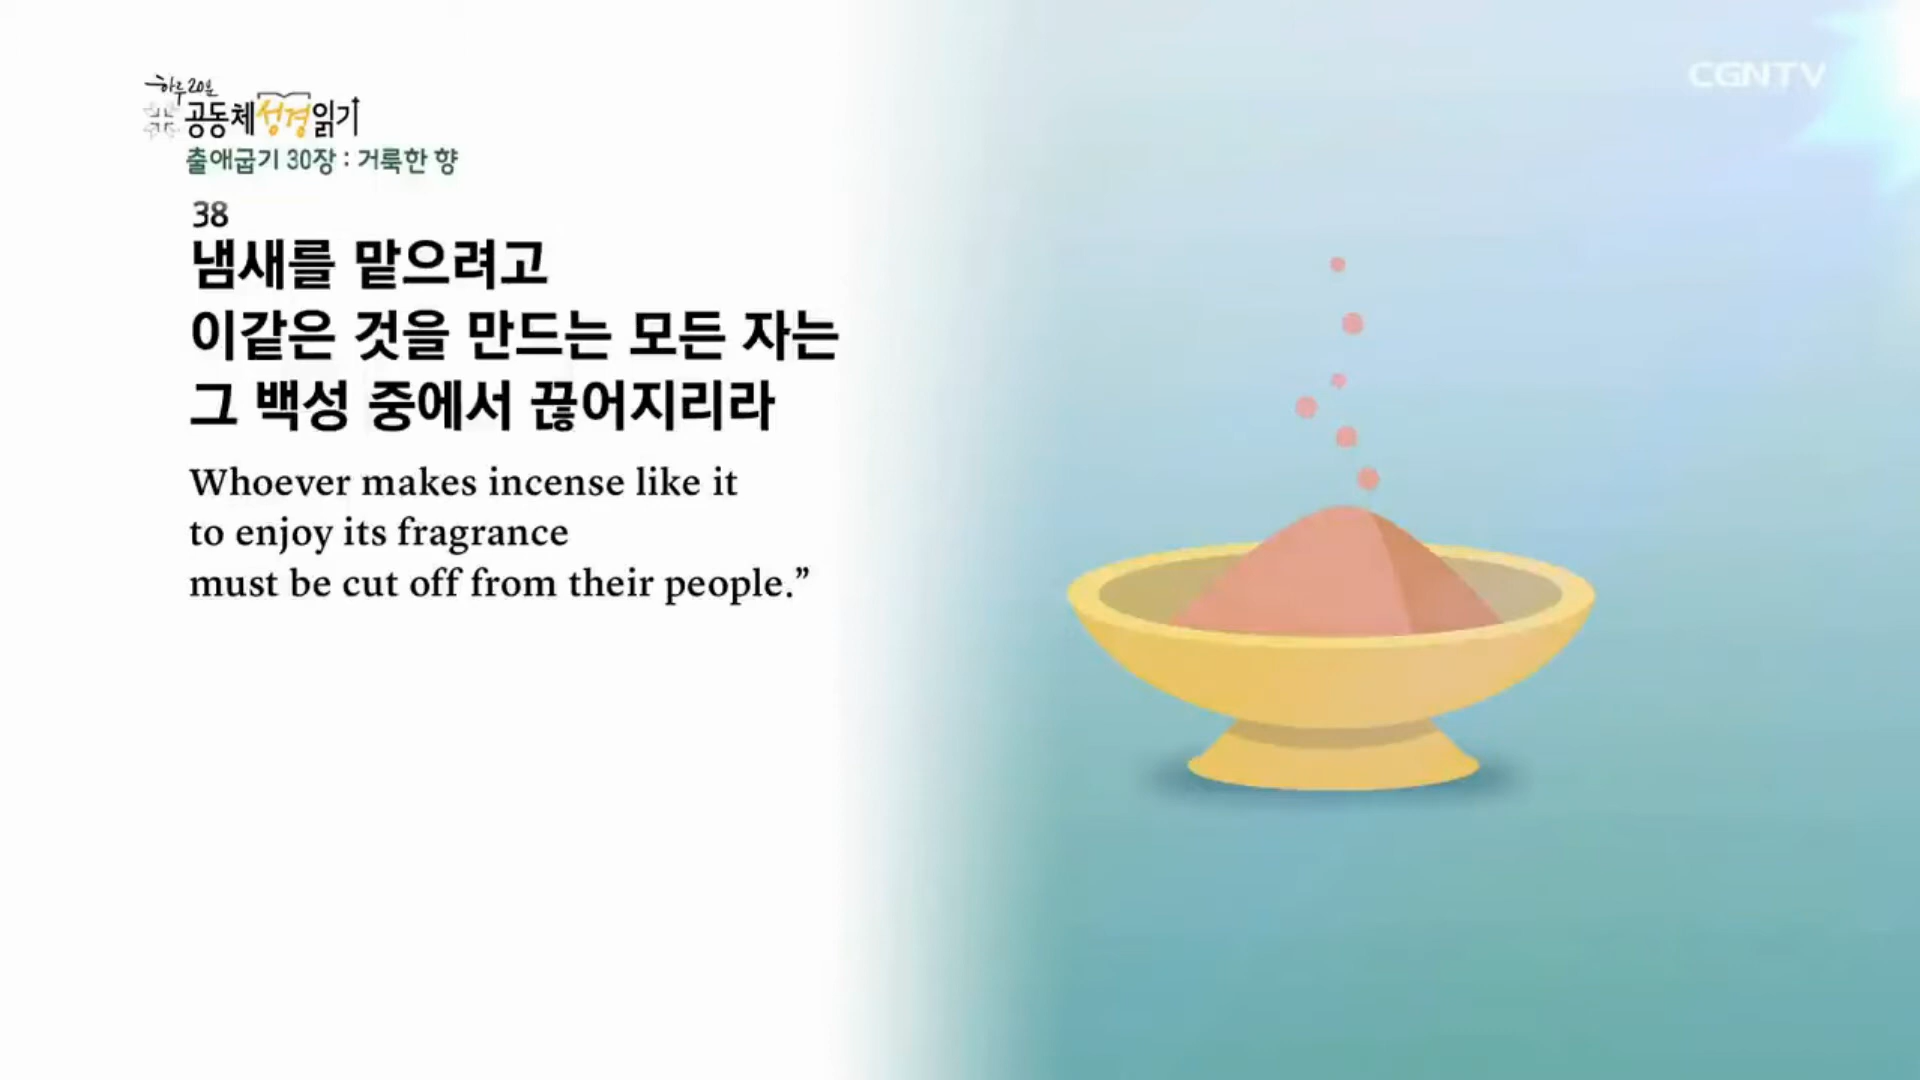 하루 20분
공동체성경읽기
출애굽기 30장 : 거룩한 향
38
냄새를 맡으려고
이같은 것을 만드는 모든 자는
그 백성 중에서 끊어지리라
Whoever makes incense like it
to enjoy its fragrance
must be cut off from their people.”
CGNTV